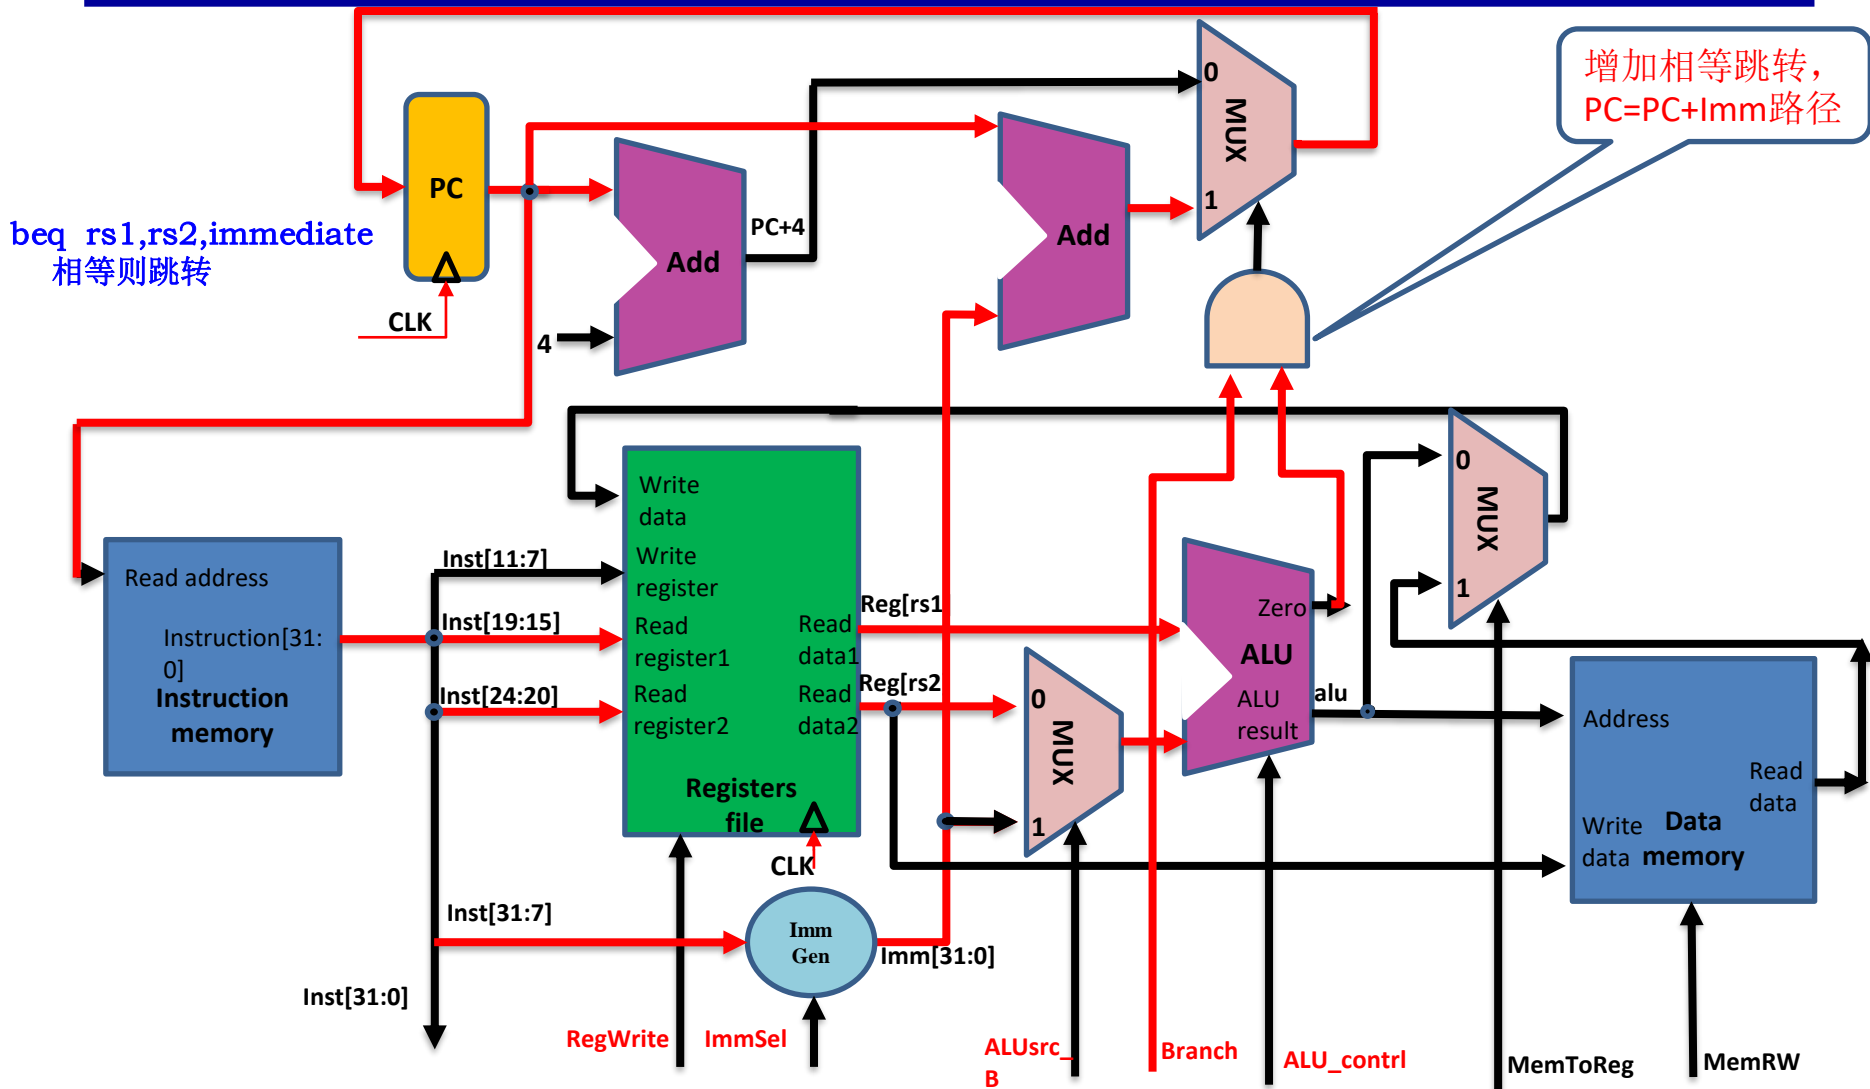 增加相等跳转，
PC=PC+Imm路径
0
MUX
1
PC
beq rs1,rs2,immediate
相等则跳转
CLK
PC+4
Add
4
Add
Write
data
Inst[11:7]
Write
register
Read address
Inst[19:15]
Read
register1
Read
data1
Reg[rs1
Instruction[31:
0]
Instruction
memory
Inst[24:20]
Read
register2
Read
data2
Reg[rs2
Registers
file
CLK
0
MUX
1
Zero
ALU
ALU
result
alu
0
MUX
1
Address
Read
data
Write
data
Data
memory
Inst[31:7]
Imm
Gen
Imm[31:0]
Inst[31:0]
RegWrite
ImmSel
ALUsrc_
B
Branch
ALU_contrl
MemToReg
MemRW